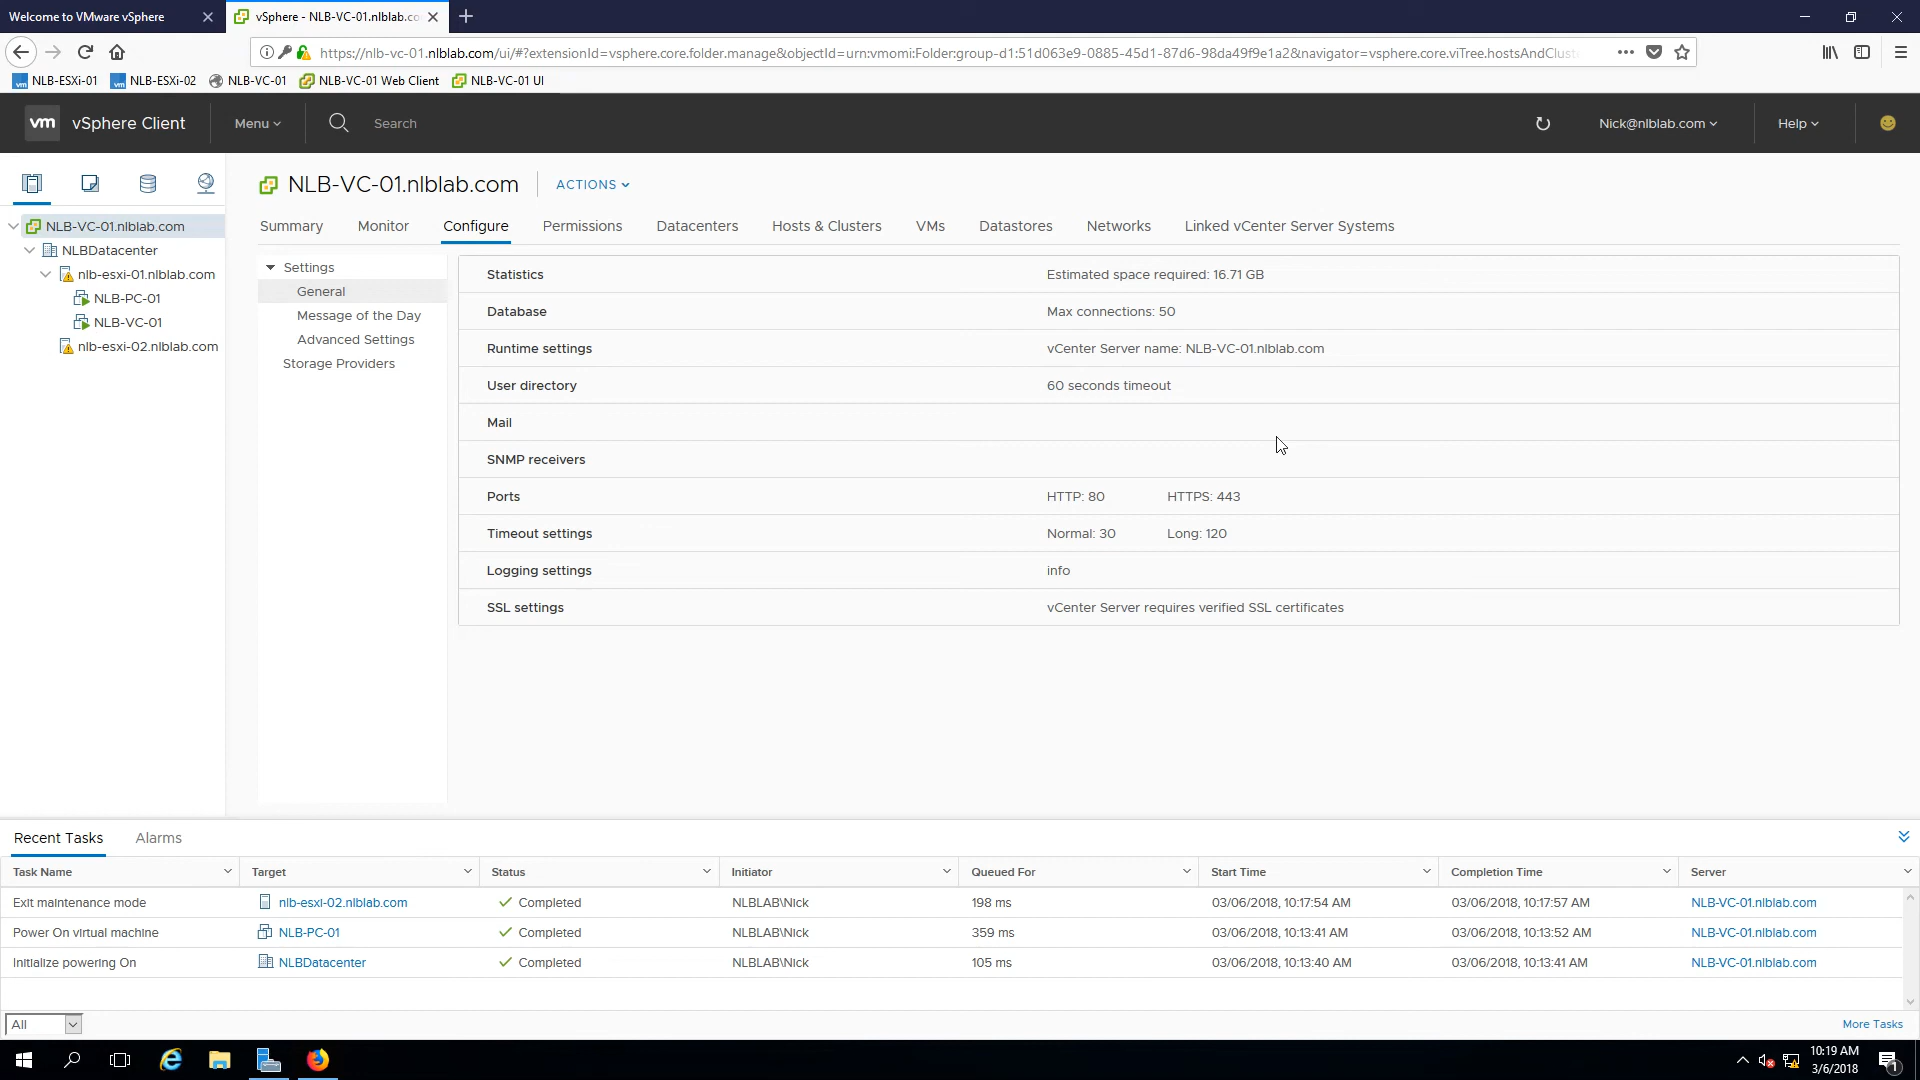 Welcome to VMware vSphere
vSphere - NLB-VC-01.nlblab.co
https://nlb-vc-01.nlblab.com/ui/#?extensionId=vsphere.core.folder.manage&objectId=urn:vmomi:Folder:group-d1:51d063e9-0885-45d1-87d6-98da49f9e1a2&navigator=vsphere.core.viTree.hostsAndCluste
NLB-ESXi-01 NLB-ESXi-02 NLB-VC-01 NLB-VC-01 Web Client NLB-VC-01 UI
vm vSphere Client Menu Search Nick@nlblab.com Help
NLB-VC-01.nlblab.com ACTIONS
Summary Monitor Configure Permissions Datacenters Hosts & Clusters VMs Datastores Networks Linked vCenter Server Systems
NLB-VC-01.nlblab.com
NLBDatacenter
nlb-esxi-01.nlblab.com
NLB-PC-01
NLB-VC-01
nlb-esxi-02.nlblab.com
Settings
General
Message of the Day
Advanced Settings
Storage Providers
Statistics Estimated space required: 16.71 GB
Database Max connections: 50
Runtime settings vCenter Server name: NLB-VC-01.nlblab.com
User directory 60 seconds timeout
Mail
SNMP receivers
Ports HTTP: 80 HTTPS: 443
Timeout settings Normal: 30 Long: 120
Logging settings info
SSL settings vCenter Server requires verified SSL certificates
Recent Tasks Alarms
Task Name Target Status Initiator Queued For Start Time Completion Time Server
Exit maintenance mode nlb-esxi-02.nlblab.com Completed NLBLAB\Nick 198 ms 03/06/2018, 10:17:54 AM 03/06/2018, 10:17:57 AM NLB-VC-01.nlblab.com
Power On virtual machine NLB-PC-01 Completed NLBLAB\Nick 359 ms 03/06/2018, 10:13:41 AM 03/06/2018, 10:13:52 AM NLB-VC-01.nlblab.com
Initialize powering On NLBDatacenter Completed NLBLAB\Nick 105 ms 03/06/2018, 10:13:40 AM 03/06/2018, 10:13:41 AM NLB-VC-01.nlblab.com
All More Tasks
10:19 AM
3/6/2018
1